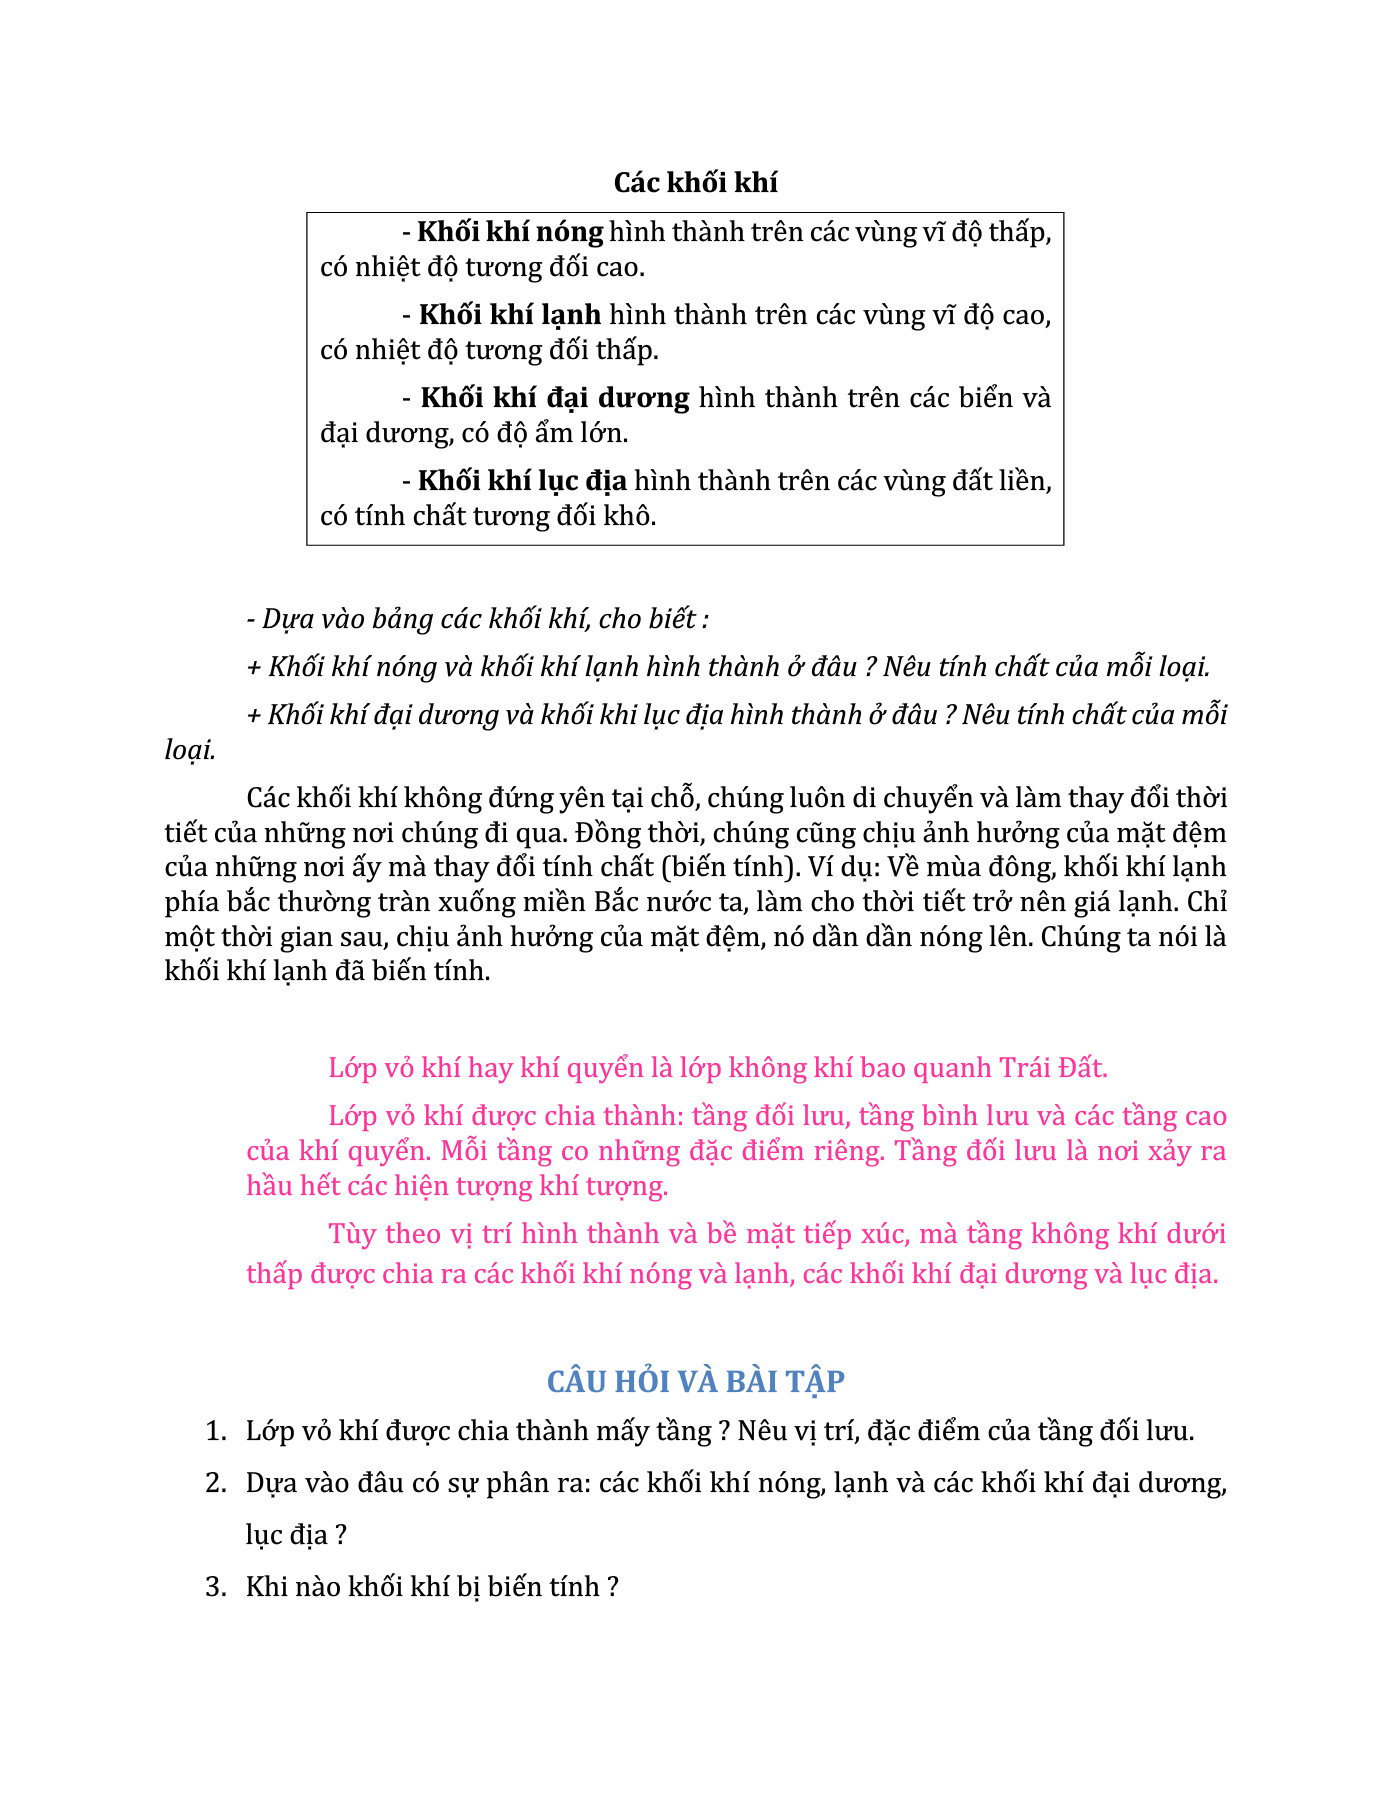 Các khối khí
- Khối khí nóng hình thành trên các vùng vĩ độ thấp,
có nhiệt độ tương đối cao.
- Khối khí lạnh hình thành trên các vùng vĩ độ cao,
có nhiệt độ tương đối thấp.
- Khối khí đại dương hình thành trên các biển và
đại dương, có độ ẩm lớn.
- Khối khí lục địa hình thành trên các vùng đất liền,
có tính chất tương đối khô.
- Dựa vào bảng các khối khí, cho biết :
+ Khối khí nóng và khối khí lạnh hình thành ở đâu ? Nêu tính chất của mỗi loại.
+ Khối khí đại dương và khối khi lục địa hình thành ở đâu ? Nêu tính chất của mỗi
loại.
Các khối khí không đứng yên tại chỗ, chúng luôn di chuyển và làm thay đổi thời
tiết của những nơi chúng đi qua. Đồng thời, chúng cũng chịu ảnh hưởng của mặt đệm
của những nơi ấy mà thay đổi tính chất (biến tính). Ví dụ: Về mùa đông, khối khí lạnh
phía bắc thường tràn xuống miền Bắc nước ta, làm cho thời tiết trở nên giá lạnh. Chỉ
một thời gian sau, chịu ảnh hưởng của mặt đệm, nó dần dần nóng lên. Chúng ta nói là
khối khí lạnh đã biến tính.
Lớp vỏ khí hay khí quyển là lớp không khí bao quanh Trái Đất.
Lớp vỏ khí được chia thành: tầng đối lưu, tầng bình lưu và các tầng cao
của khí quyển. Mỗi tầng co những đặc điểm riêng. Tầng đối lưu là nơi xảy ra
hầu hết các hiện tượng khí tượng.
Tùy theo vị trí hình thành và bề mặt tiếp xúc, mà tầng không khí dưới
thấp được chia ra các khối khí nóng và lạnh, các khối khí đại dương và lục địa.
CÂU HỎI VÀ BÀI TẬP
1. Lớp vỏ khí được chia thành mấy tầng ? Nêu vị trí, đặc điểm của tầng đối lưu.
2. Dựa vào đâu có sự phân ra: các khối khí nóng, lạnh và các khối khí đại dương,
lục địa ?
3. Khi nào khối khí bị biến tính ?